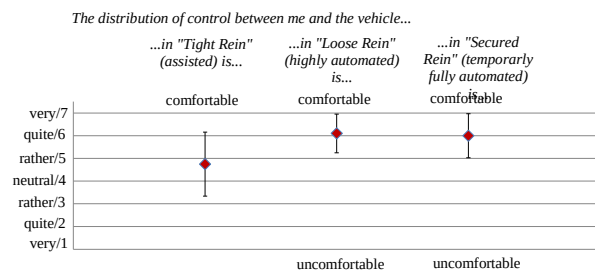 The distribution of control between me and the vehicle...
...in "Tight Rein"
(assisted) is...
...in "Loose Rein"
(highly automated)
is...
...in "Secured
Rein" (temporarly
fully automated)
is...
comfortable
comfortable
comfortable
very/7
quite/6
rather/5
neutral/4
rather/3
quite/2
very/1
uncomfortable
uncomfortable